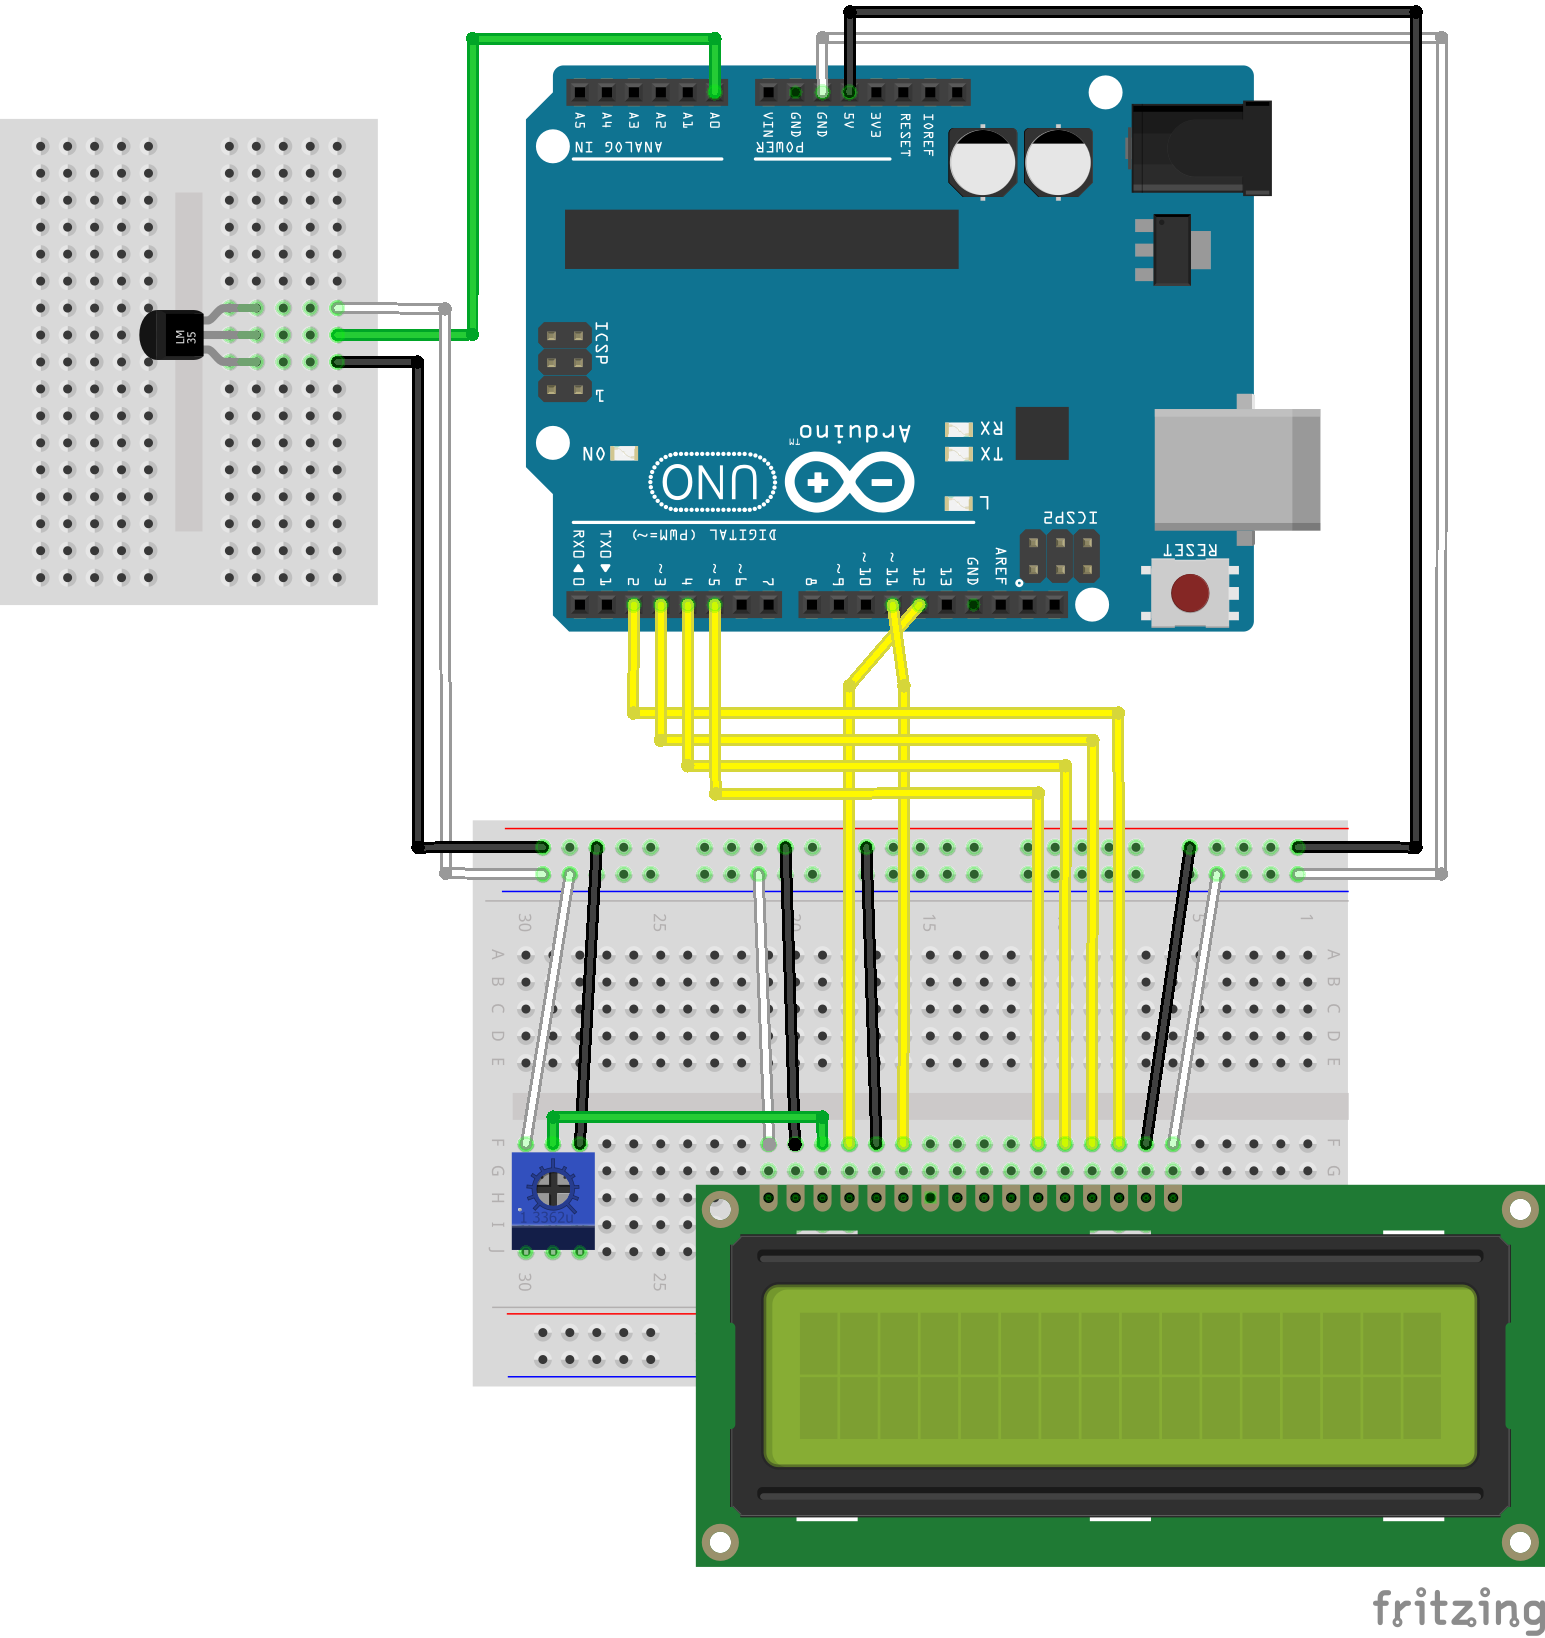 A5 A4 A3 A2 A1 A0
VIN GND GND 5V 3V3 RESET IOREF
ANALOG IN
POWER
LM
35
ICSP
1
Arduino
TM
RX
TX
ON
UNO
L
ICSP2
DIGITAL (PWM=~)
RX0 ◀ 0
TX0 ▶ 1
2 ~3 4 ~5 ~6 7
8 ~9 ~10 ~11 12 13 GND AREF
RESET
30 25 20 15 5 1
A A
B B
C C
D D
E E
F F
G G
H
I
J
1 3362u
30 25
fritzing